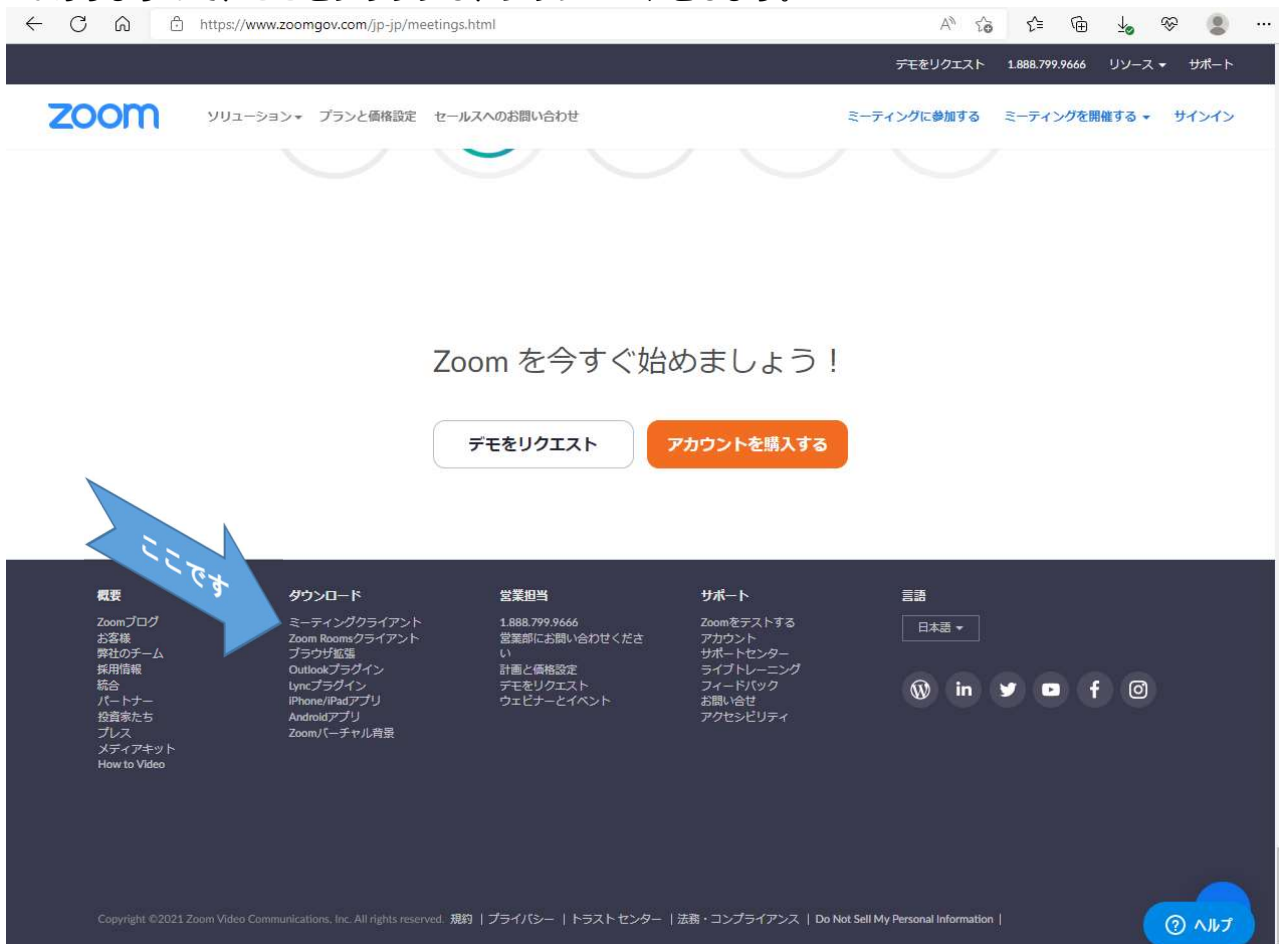 https://www.zoomgov.com/jp-jp/meetings.html
デモをリクエスト 1.888.799.9666 リソース サポート
zoom ソリューション プランと価格設定 セールスへのお問い合わせ ミーティングに参加する ミーティングを開催する サインイン
Zoom を今すぐ始めましょう！
デモをリクエスト アカウントを購入する
ここです
概要
Zoomブログ
お客様
弊社のチーム
採用情報
統合
パートナー
投資家たち
プレス
メディアキット
How to Video
ダウンロード
ミーティングクライアント
Zoom Roomsクライアント
ブラウザ拡張
Outlookプラグイン
Lyncプラグイン
iPhone/iPadアプリ
Androidアプリ
Zoomバーチャル背景
営業担当
1.888.799.9666
営業部にお問い合わせくださ
い
計画と価格設定
デモをリクエスト
ウェビナーとイベント
サポート
Zoomをテストする
アカウント
サポートセンター
ライブトレーニング
フィードバック
お問い合せ
アクセシビリティ
言語
日本語
Copyright ©2021 Zoom Video Communications, Inc. All rights reserved. 規約 | プライバシー | トラスト センター | 法務・コンプライアンス | Do Not Sell My Personal Information |
ヘルプ